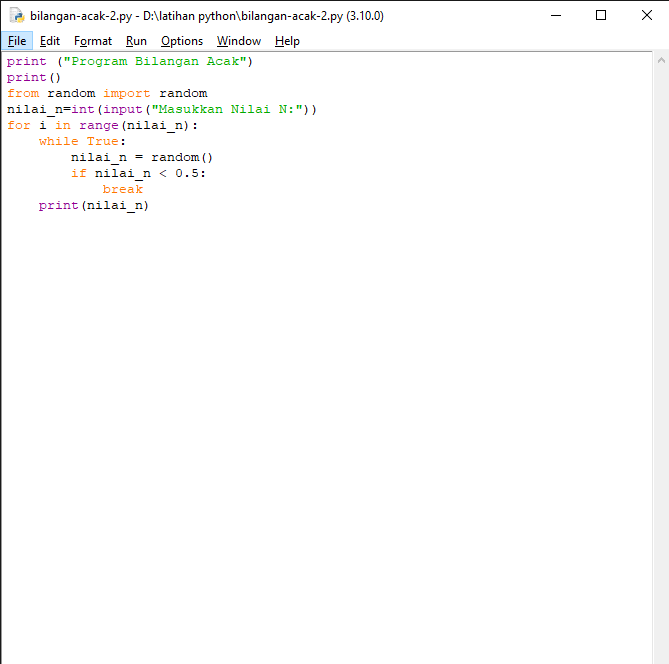 bilangan-acak-2.py - D:\latihan python\bilangan-acak-2.py (3.10.0)
File Edit Format Run Options Window Help
print ("Program Bilangan Acak")
print()
from random import random
nilai_n=int(input("Masukkan Nilai N:"))
for i in range(nilai_n):
    while True:
        nilai_n = random()
        if nilai_n < 0.5:
            break
    print(nilai_n)